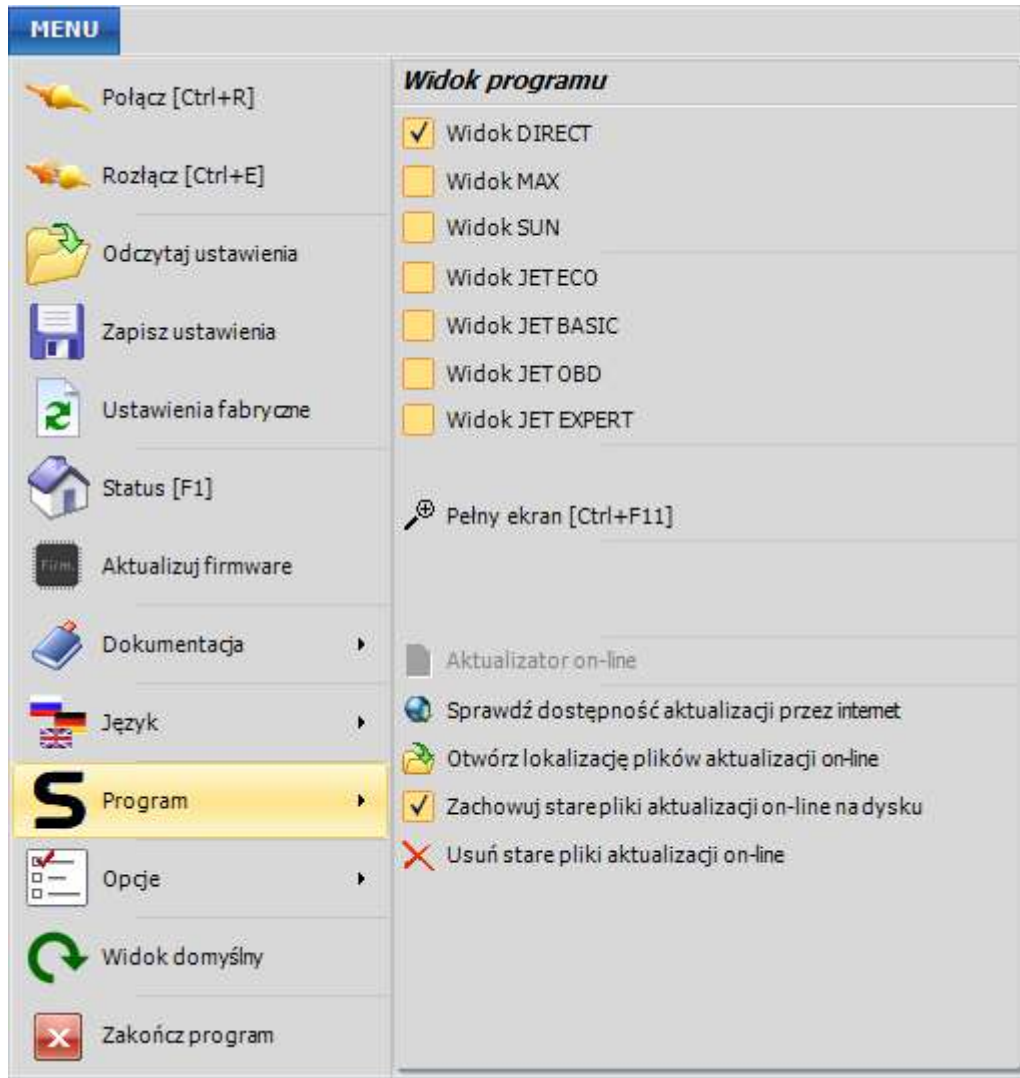 MENU
Połącz [Ctrl+R]
Rozłącz [Ctrl+E]
Odczytaj ustawienia
Zapisz ustawienia
Ustawienia fabryczne
Status [F1]
Firm.
Aktualizuj firmware
Dokumentacja
Język
S
Program
Opcje
Widok domyślny
Zakończ program
Widok programu
Widok DIRECT
Widok MAX
Widok SUN
Widok JET ECO
Widok JET BASIC
Widok JET OBD
Widok JET EXPERT
Pełny ekran [Ctrl+F11]
Aktualizator on-line
Sprawdź dostępność aktualizacji przez internet
Otwórz lokalizację plików aktualizacji on-line
Zachowuj stare pliki aktualizacji on-line na dysku
Usuń stare pliki aktualizacji on-line